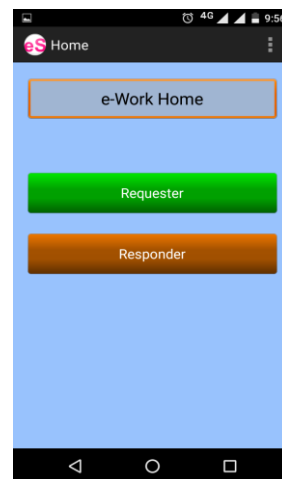 4G 9:56
eS Home
e-Work Home
Requester
Responder